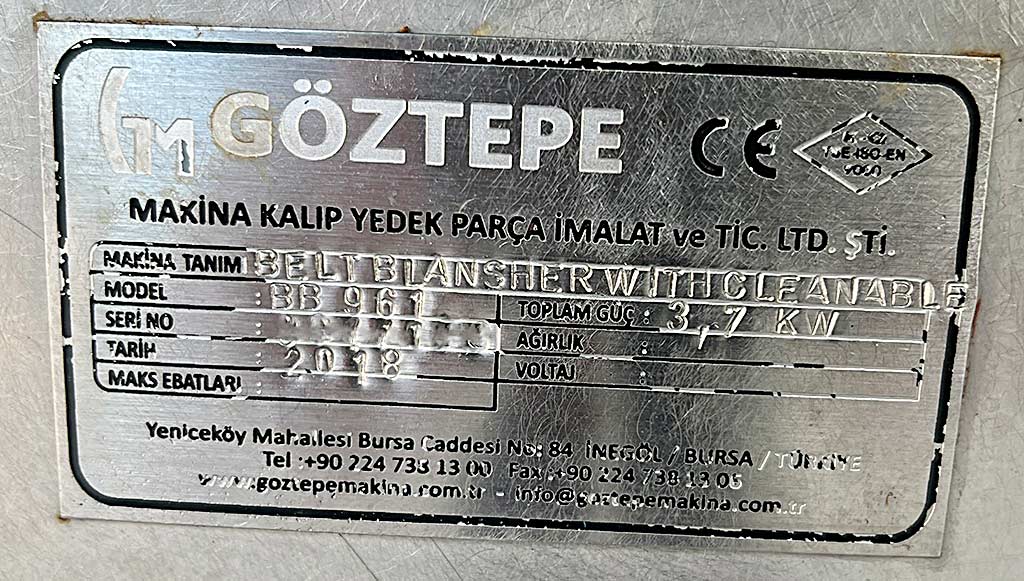 GM GÖZTEPE CE
TSE-ISO-EN
9000
MAKİNA KALIP YEDEK PARÇA İMALAT ve TİC. LTD. ŞTİ.
MAKİNA TANIM BELT BLANSHER WITH CLEANABLE
MODEL : BB 961 TOPLAM GÜÇ : 3,7 KW
SERİ NO : AĞIRLIK :
TARİH : 2018 VOLTAJ :
MAKS EBATLARI :
Yeniceköy Mahallesi Bursa Caddesi No: 84 İNEGÖL / BURSA / TÜRKİYE
Tel :+90 224 738 13 00 Fax :+90 224 738 13 05
www.goztepemakina.com.tr - info@goztepemakina.com.tr